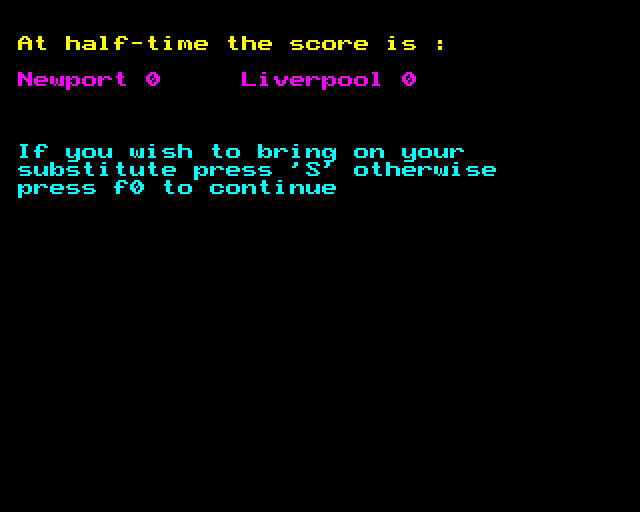 At half-time the score is :
Newport 0     Liverpool 0
If you wish to bring on your
substitute press 'S' otherwise
press f0 to continue